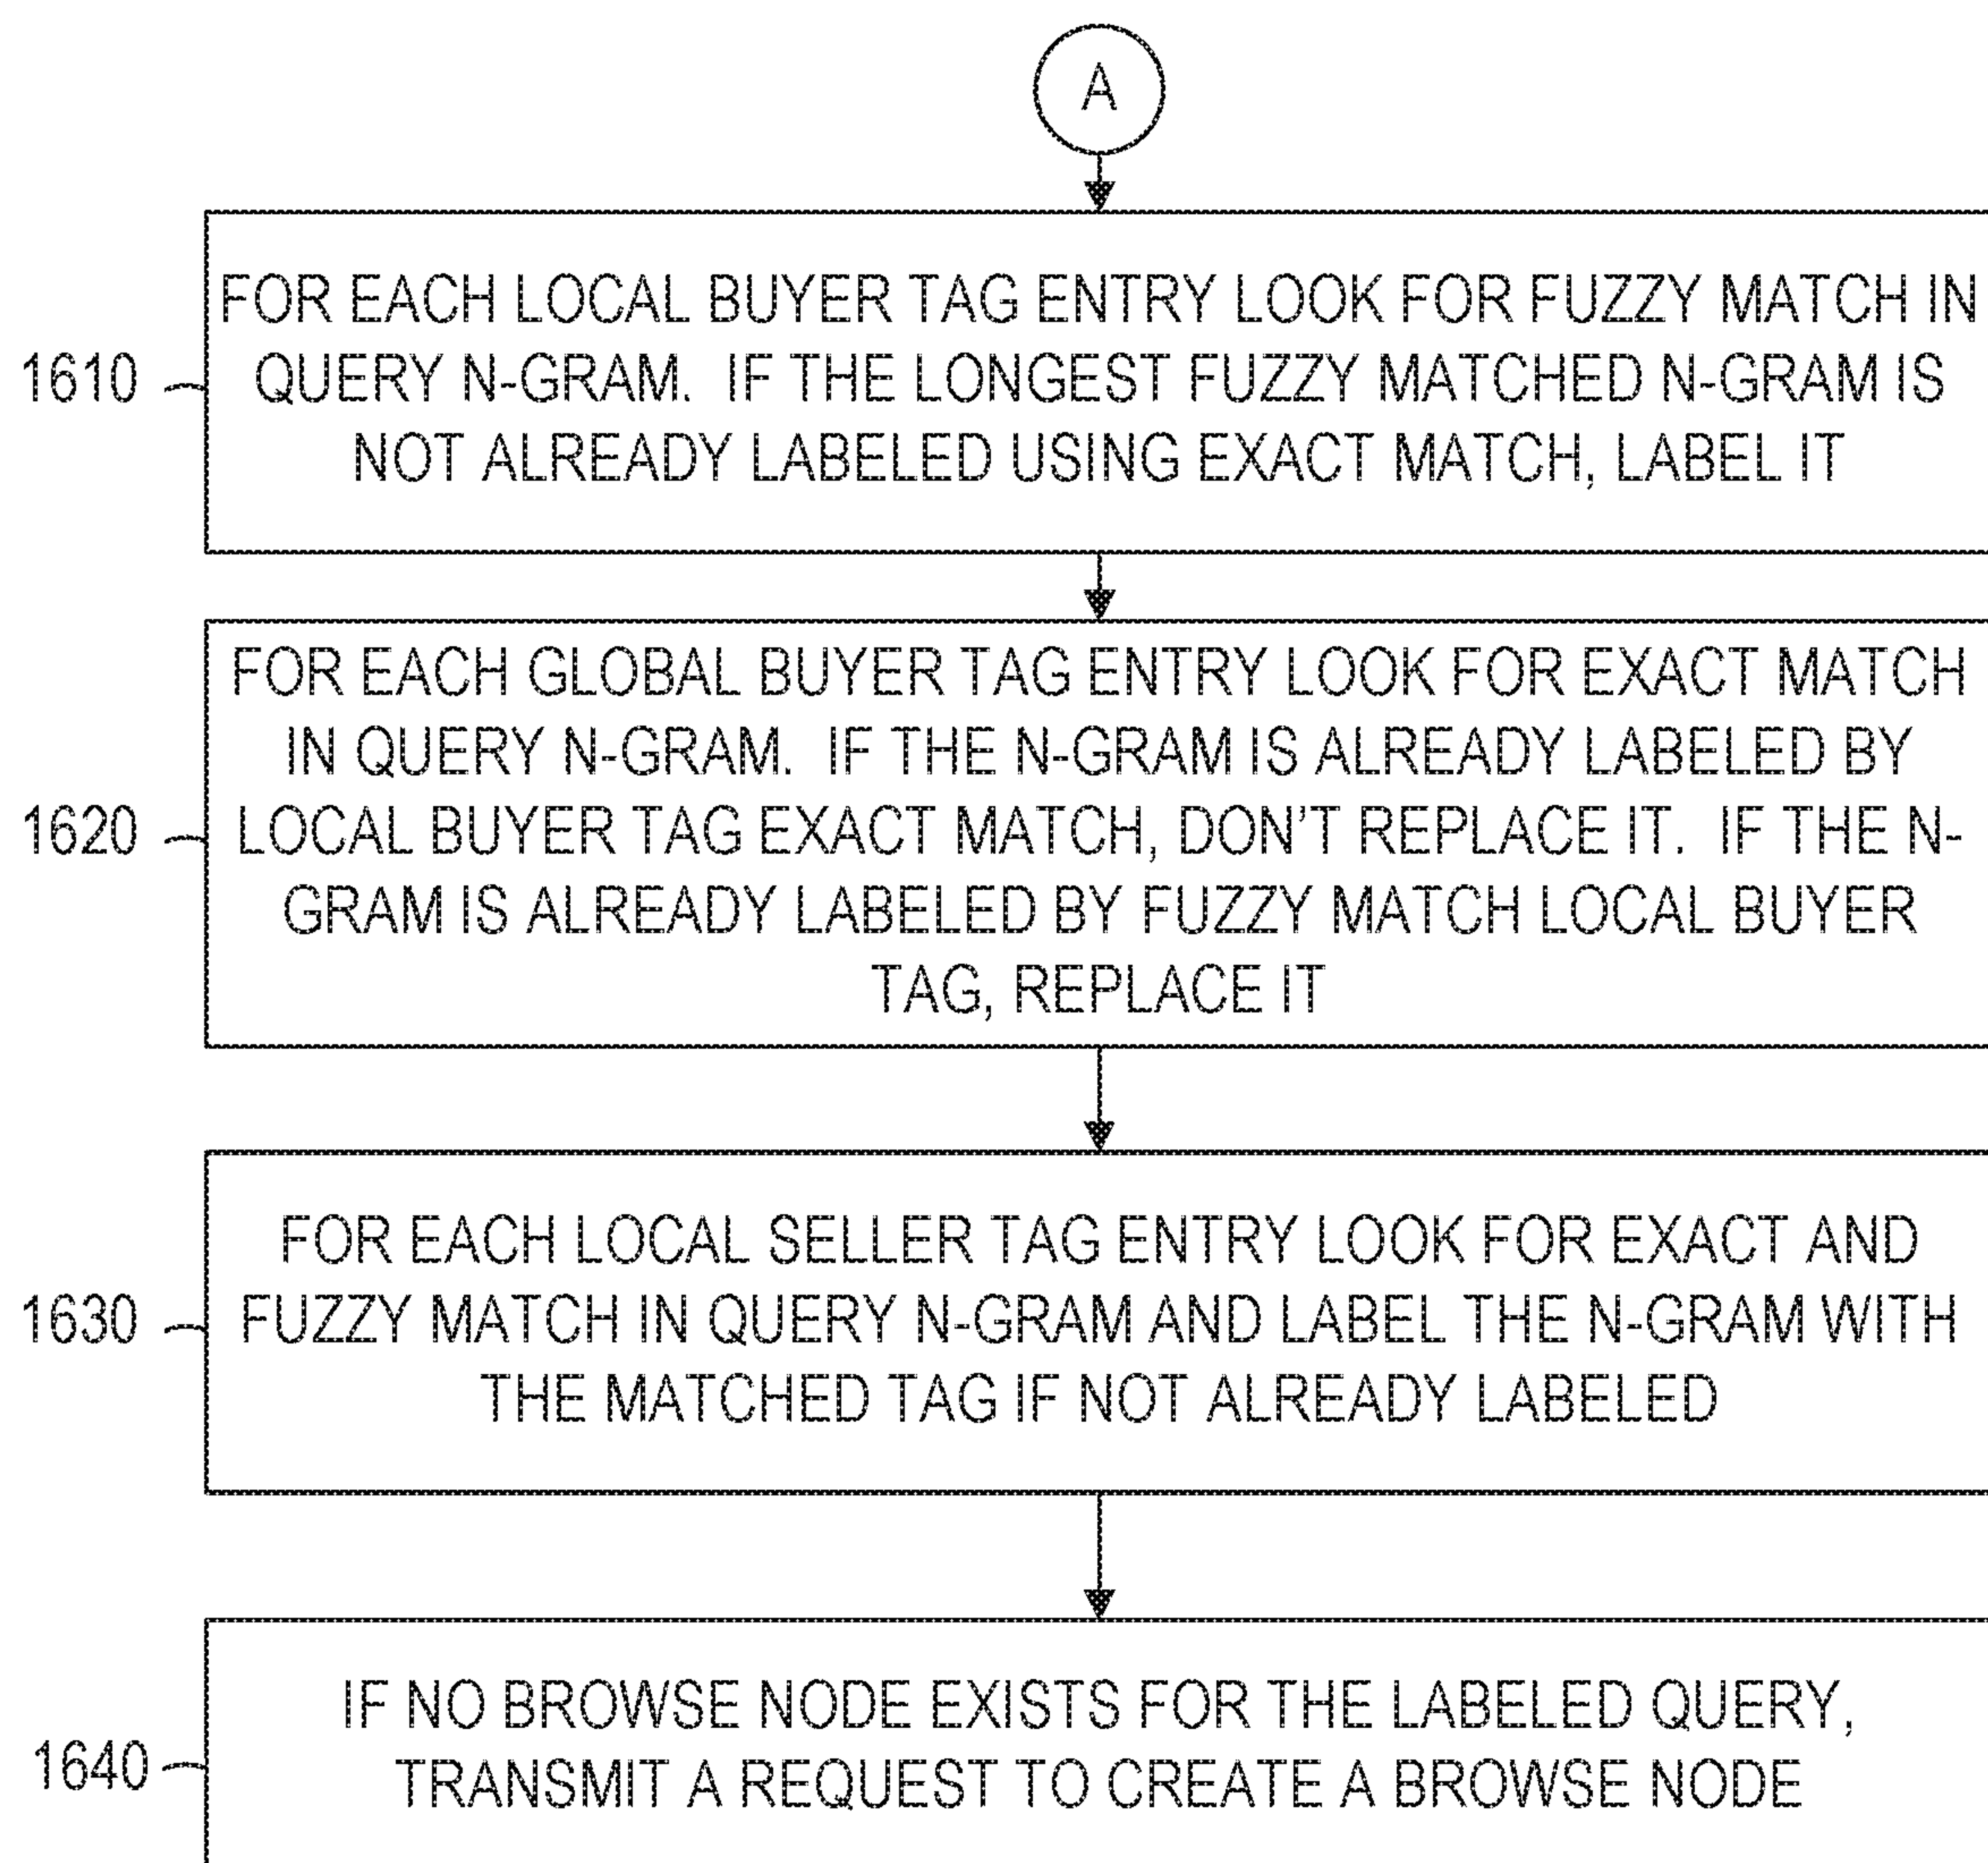 A
FOR EACH LOCAL BUYER TAG ENTRY LOOK FOR FUZZY MATCH IN
1610
QUERY N-GRAM. IF THE LONGEST FUZZY MATCHED N-GRAM IS
NOT ALREADY LABELED USING EXACT MATCH, LABEL IT
FOR EACH GLOBAL BUYER TAG ENTRY LOOK FOR EXACT MATCH
IN QUERY N-GRAM. IF THE N-GRAM IS ALREADY LABELED BY
1620
LOCAL BUYER TAG EXACT MATCH, DON'T REPLACE IT. IF THE N-
GRAM IS ALREADY LABELED BY FUZZY MATCH LOCAL BUYER
TAG, REPLACE IT
FOR EACH LOCAL SELLER TAG ENTRY LOOK FOR EXACT AND
1630
FUZZY MATCH IN QUERY N-GRAM AND LABEL THE N-GRAM WITH
THE MATCHED TAG IF NOT ALREADY LABELED
IF NO BROWSE NODE EXISTS FOR THE LABELED QUERY,
1640
TRANSMIT A REQUEST TO CREATE A BROWSE NODE